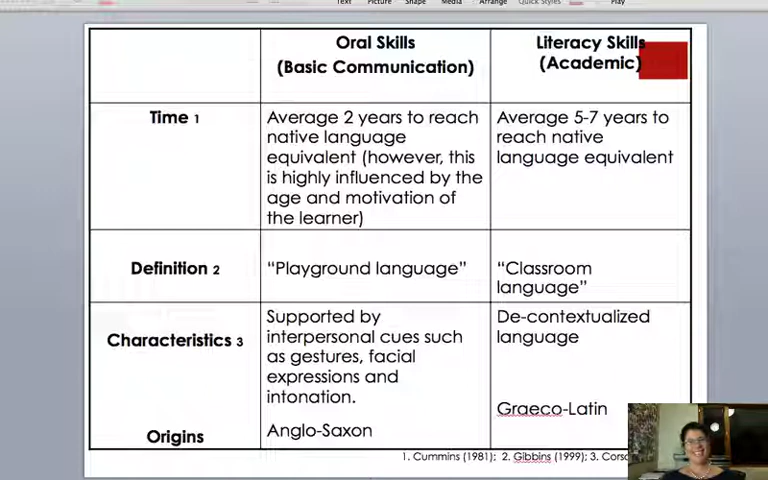 Text Picture Shape Media Arrange Quick Styles Play
Oral Skills
(Basic Communication)
Literacy Skills
(Academic)
Time 1
Average 2 years to reach
native language
equivalent (however, this
is highly influenced by the
age and motivation of
the learner)
Average 5-7 years to
reach native
language equivalent
Definition 2
“Playground language”
“Classroom
language”
Characteristics 3
Supported by
interpersonal cues such
as gestures, facial
expressions and
intonation.
De-contextualized
language
Origins
Anglo-Saxon
Graeco-Latin
1. Cummins (1981); 2. Gibbins (1999); 3.